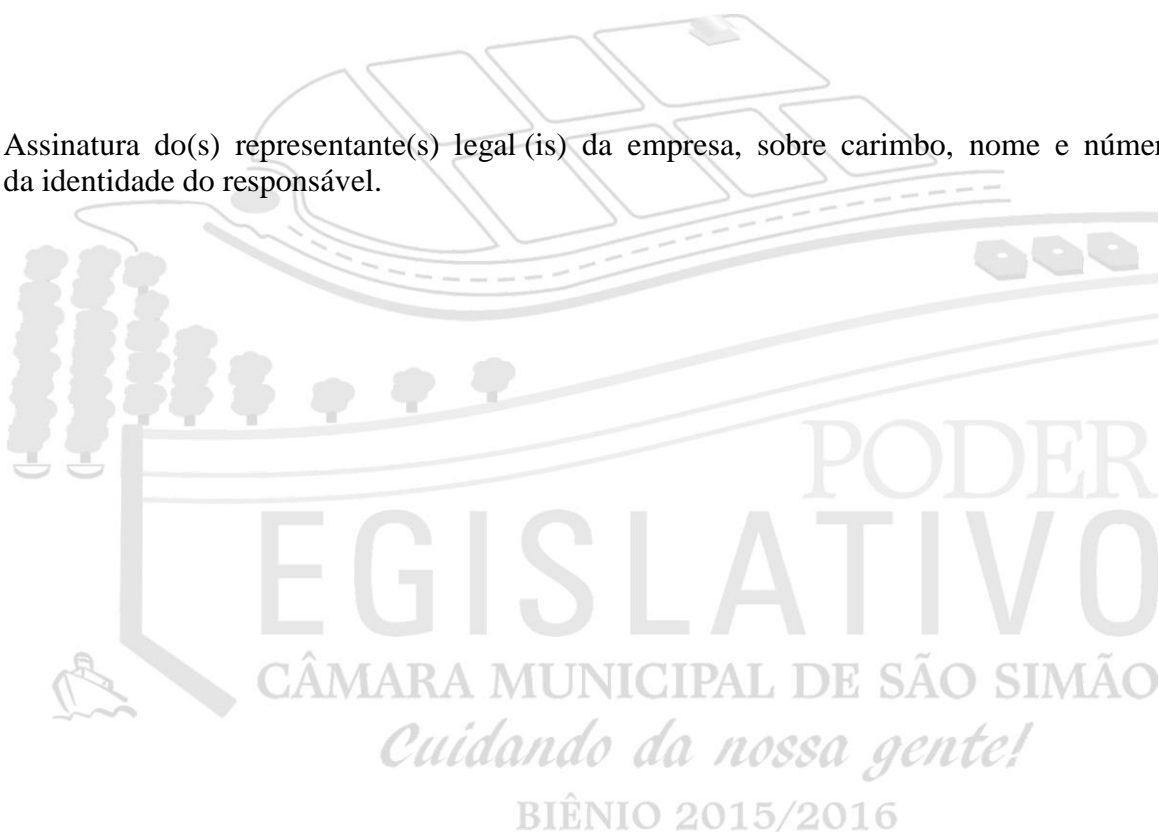 Assinatura do(s) representante(s) legal (is) da empresa, sobre carimbo, nome e númer
da identidade do responsável.
PODER
EGISLATIVO
CÂMARA MUNICIPAL DE SÃO SIMÃO
Cuidando da nossa gente!
BIÊNIO 2015/2016